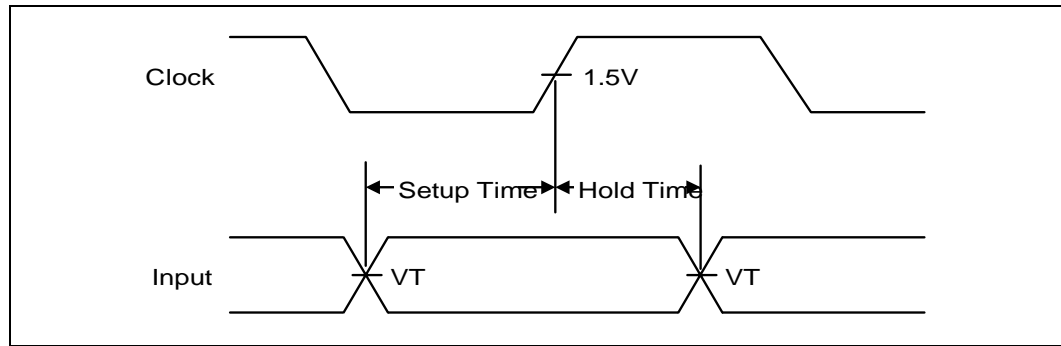 Clock
1.5V
Setup Time
Hold Time
Input
VT
VT